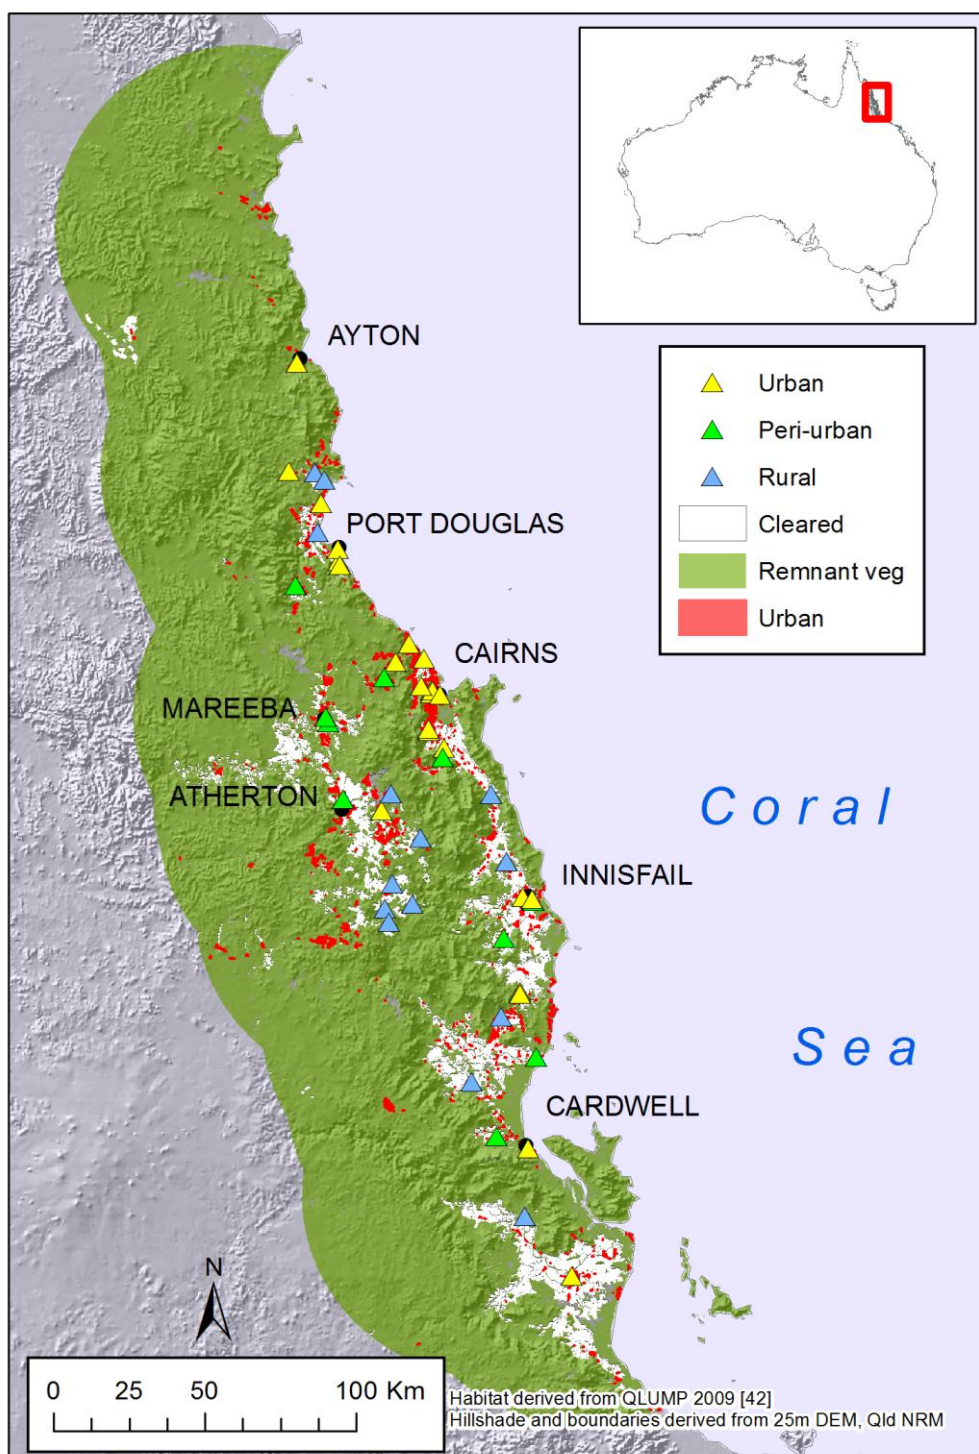 AYTON
PORT DOUGLAS
CAIRNS
MAREEBA
ATHERTON
INNISFAIL
CARDWELL
Coral
Sea
Urban
Peri-urban
Rural
Cleared
Remnant veg
Urban
N
0 25 50 100 Km
Habitat derived from QLUMP 2009 [42]
Hillshade and boundaries derived from 25m DEM, Qld NRM